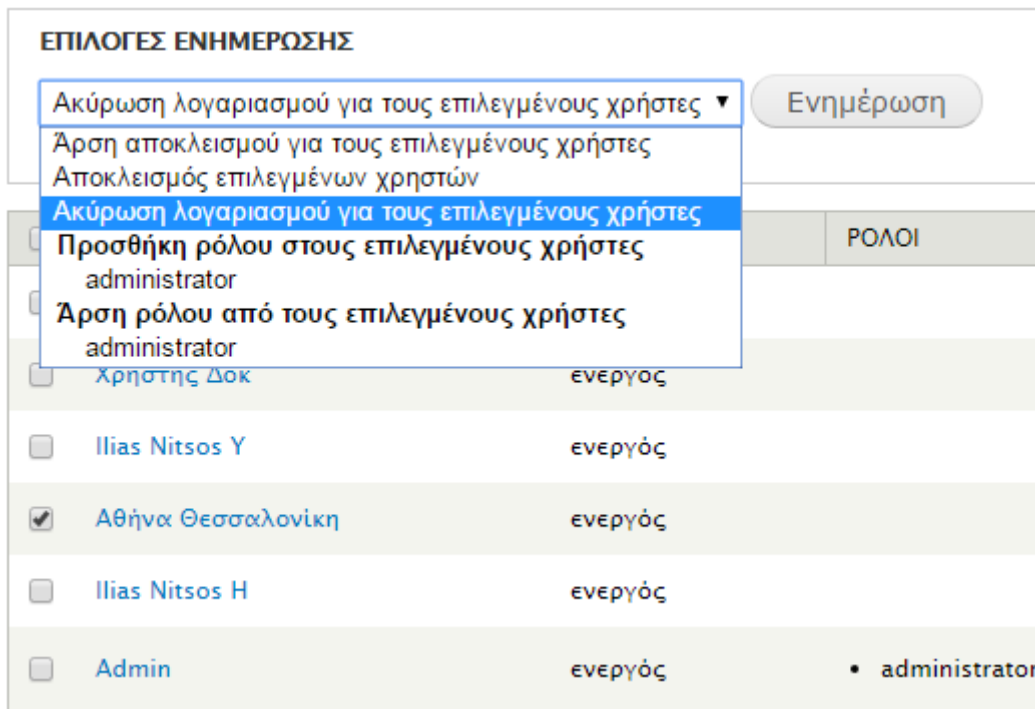 ΕΠΙΛΟΓΕΣ ΕΝΗΜΕΡΩΣΗΣ
Ακύρωση λογαριασμού για τους επιλεγμένους χρήστες ▼ Ενημέρωση
Άρση αποκλεισμού για τους επιλεγμένους χρήστες
Αποκλεισμός επιλεγμένων χρηστών
Ακύρωση λογαριασμού για τους επιλεγμένους χρήστες
Προσθήκη ρόλου στους επιλεγμένους χρήστες ΡΟΛΟΙ
administrator
Άρση ρόλου από τους επιλεγμένους χρήστες
administrator
Χρήστης Δοκ ενεργός
Ilias Nitsos Y ενεργός
Αθήνα Θεσσαλονίκη ενεργός
Ilias Nitsos H ενεργός
Admin ενεργός • administrator